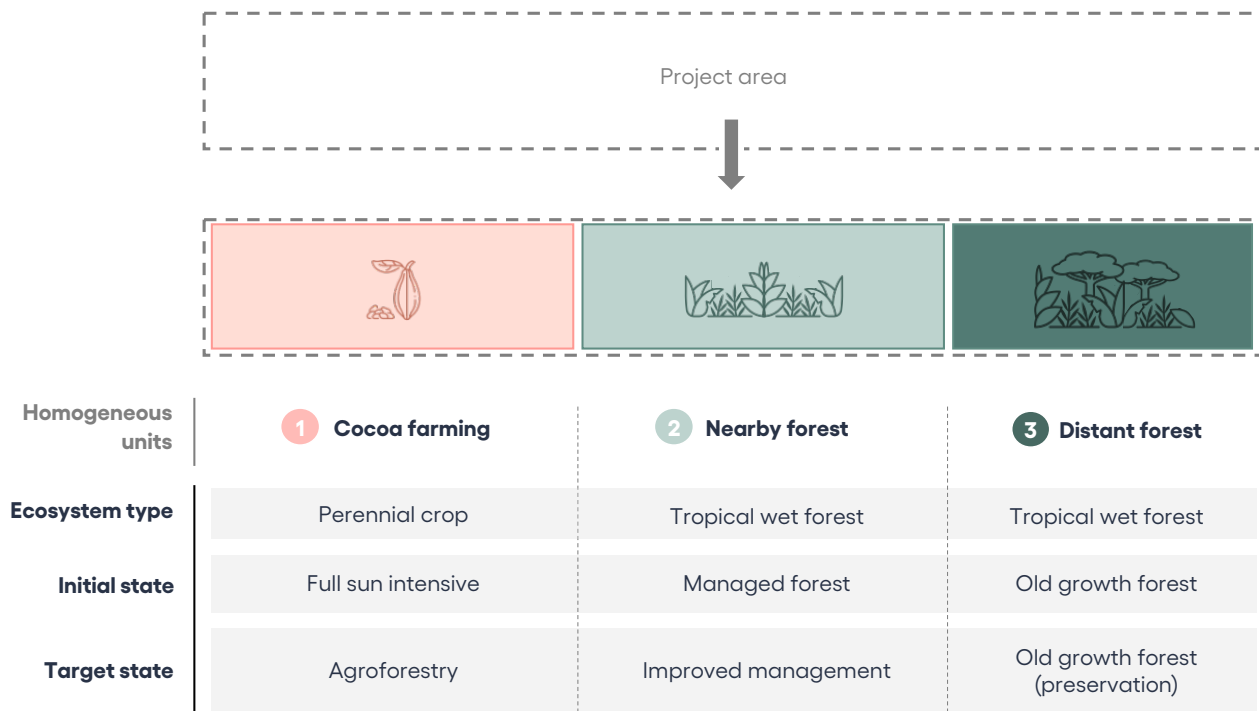 Project area
Homogeneous
units
1 Cocoa farming
2 Nearby forest
3 Distant forest
Ecosystem type
Perennial crop
Tropical wet forest
Tropical wet forest
Initial state
Full sun intensive
Managed forest
Old growth forest
Target state
Agroforestry
Improved management
Old growth forest
(preservation)